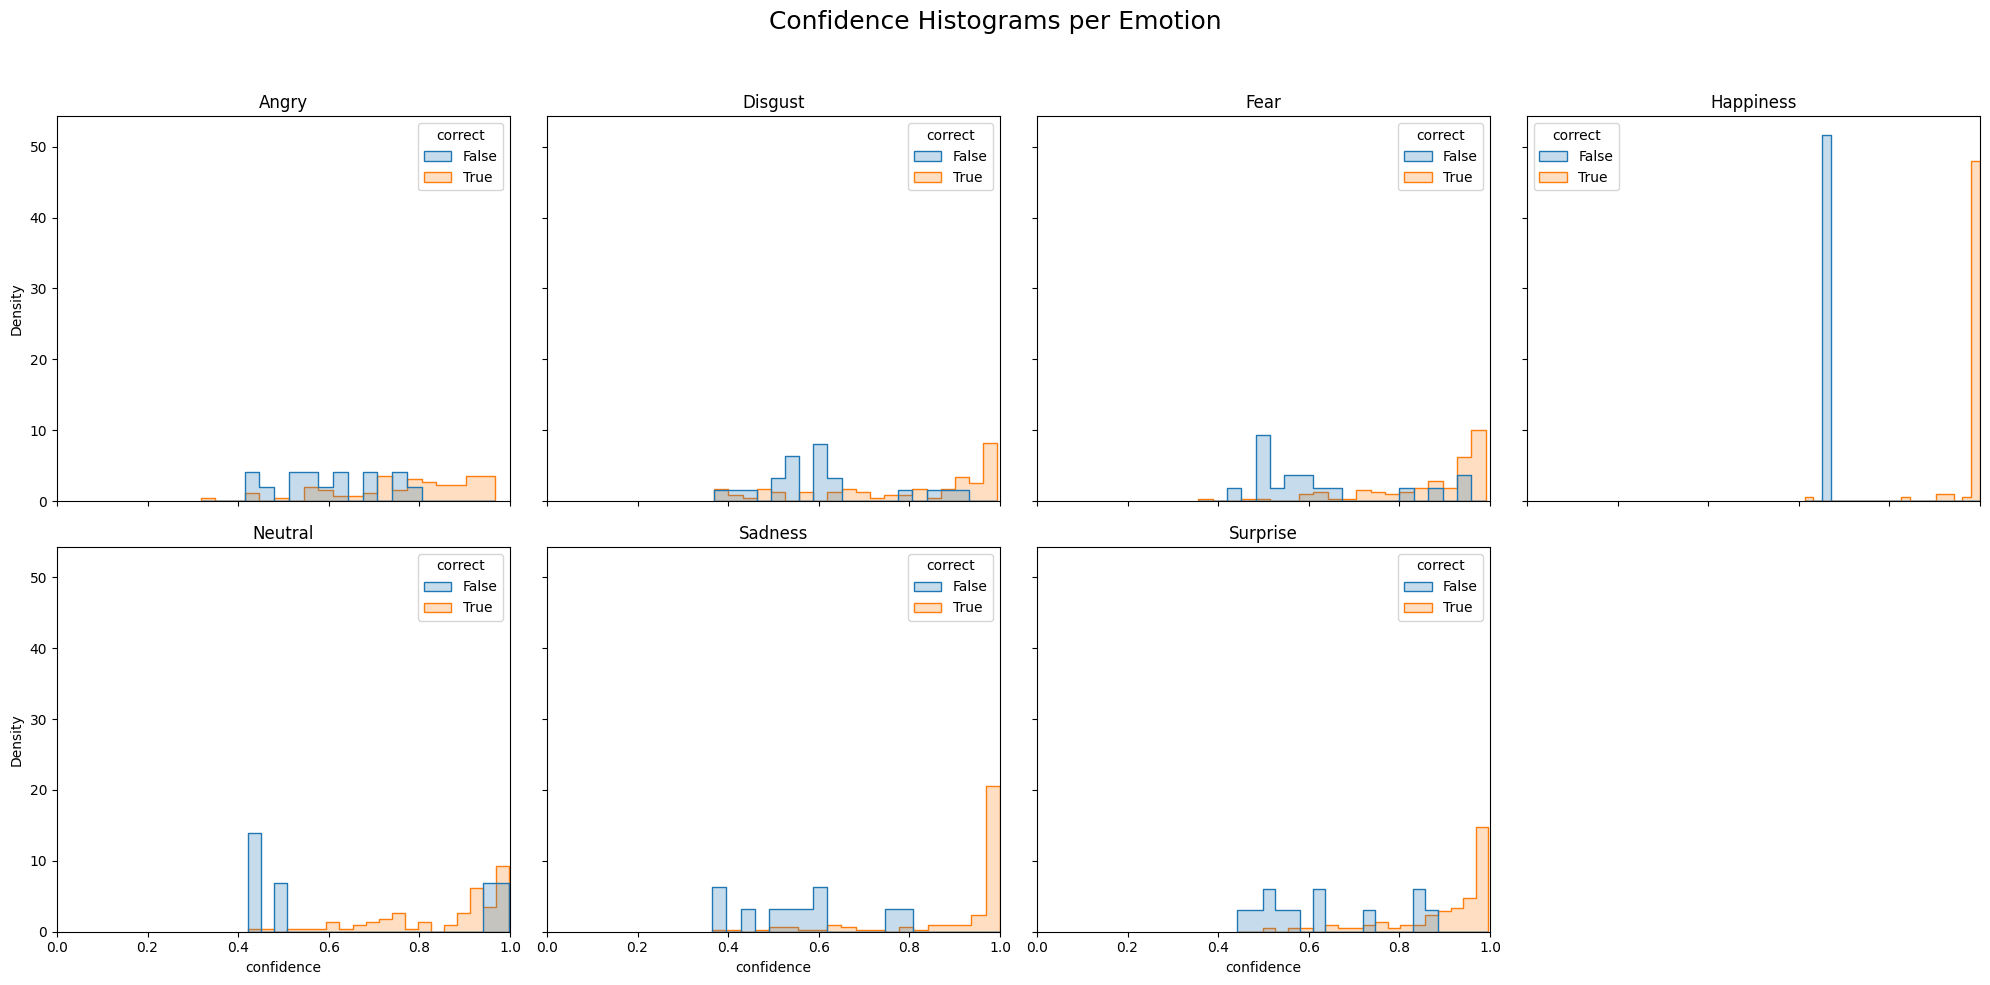 Confidence Histograms per Emotion
Angry
Disgust
Fear
Happiness
correct
False
True
correct
False
True
correct
False
True
correct
False
True
Density
50
40
30
20
10
0
Neutral
Sadness
Surprise
correct
False
True
correct
False
True
correct
False
True
Density
50
40
30
20
10
0
0.0 0.2 0.4 0.6 0.8 1.0
0.2 0.4 0.6 0.8 1.0
0.0 0.2 0.4 0.6 0.8 1.0
confidence
confidence
confidence